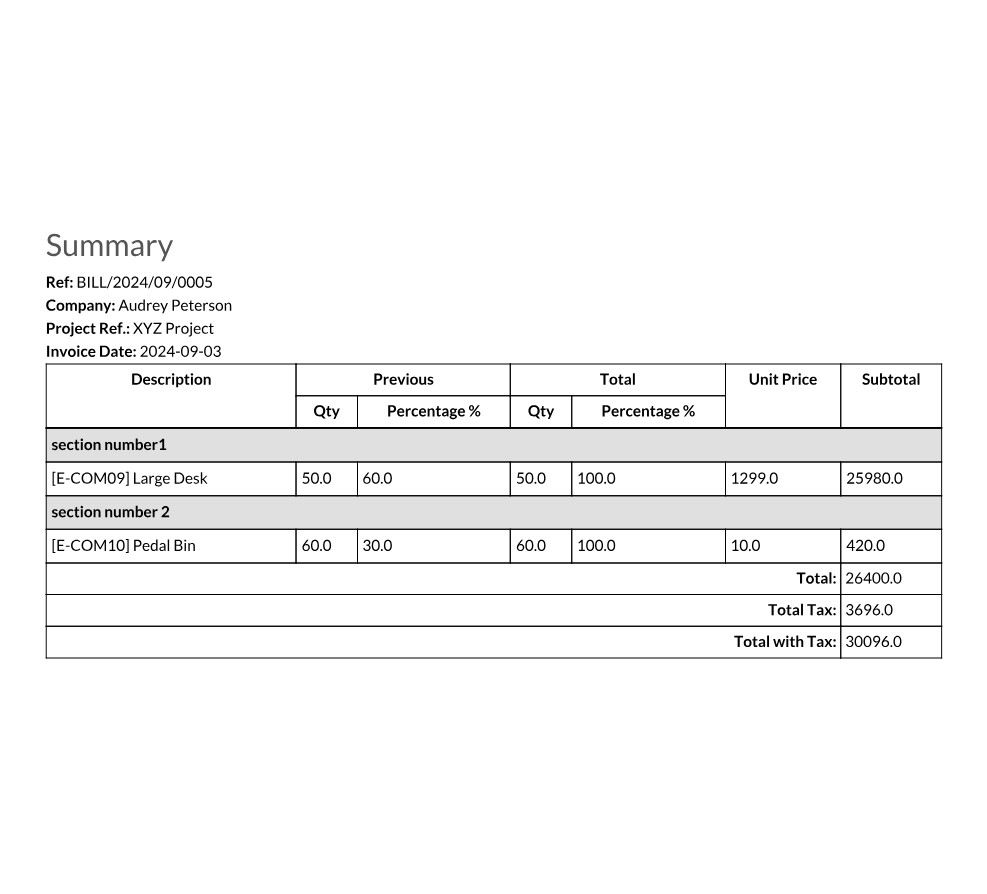 Summary
Ref: BILL/2024/09/0005
Company: Audrey Peterson
Project Ref.: XYZ Project
Invoice Date: 2024-09-03
Description Previous Total Unit Price Subtotal
Qty Percentage % Qty Percentage %
section number1
[E-COM09] Large Desk 50.0 60.0 50.0 100.0 1299.0 25980.0
section number 2
[E-COM10] Pedal Bin 60.0 30.0 60.0 100.0 10.0 420.0
Total: 26400.0
Total Tax: 3696.0
Total with Tax: 30096.0